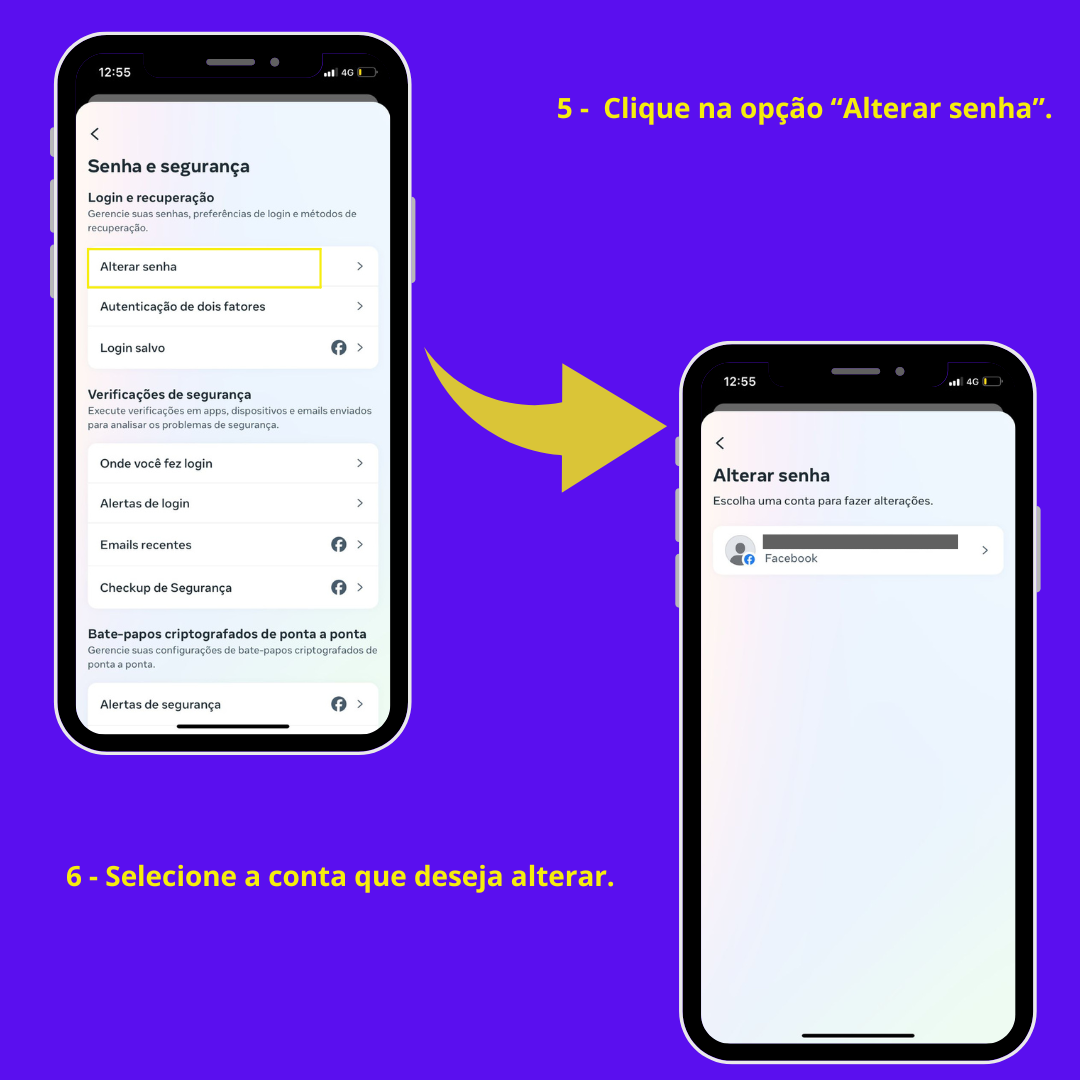 5 -  Clique na opção “Alterar senha”.
12:55
4G
Senha e segurança
Login e recuperação
Gerencie suas senhas, preferências de login e métodos de
recuperação.
Alterar senha
Autenticação de dois fatores
Login salvo
Verificações de segurança
Execute verificações em apps, dispositivos e emails enviados
para analisar os problemas de segurança.
Onde você fez login
Alertas de login
Emails recentes
Checkup de Segurança
Bate-papos criptografados de ponta a ponta
Gerencie suas configurações de bate-papos criptografados de
ponta a ponta.
Alertas de segurança
12:55
4G
Alterar senha
Escolha uma conta para fazer alterações.
Facebook
6 - Selecione a conta que deseja alterar.